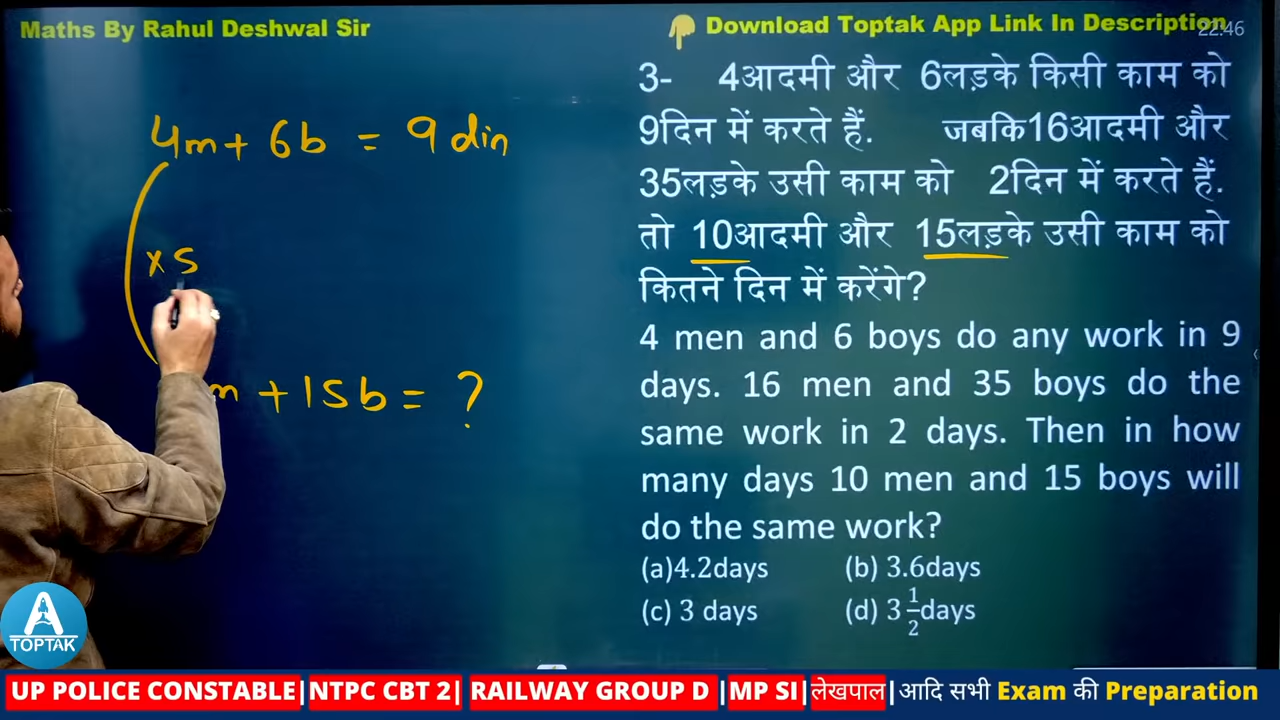 Maths By Rahul Deshwal Sir
Download Toptak App Link In Description
22:46
4m + 6b = 9 din
× 5
m + 15b = ?
3- 4आदमी और 6लड़के किसी काम को
9दिन में करते हैं. जबकि16आदमी और
35लड़के उसी काम को 2दिन में करते हैं.
तो 10आदमी और 15लड़के उसी काम को
कितने दिन में करेंगे?
4 men and 6 boys do any work in 9
days. 16 men and 35 boys do the
same work in 2 days. Then in how
many days 10 men and 15 boys will
do the same work?
(a)4.2days (b) 3.6days
(c) 3 days (d) 3 1/2 days
TOPTAK
UP POLICE CONSTABLE| NTPC CBT 2| RAILWAY GROUP D |MP SI|लेखपाल|आदि सभी Exam की Preparation